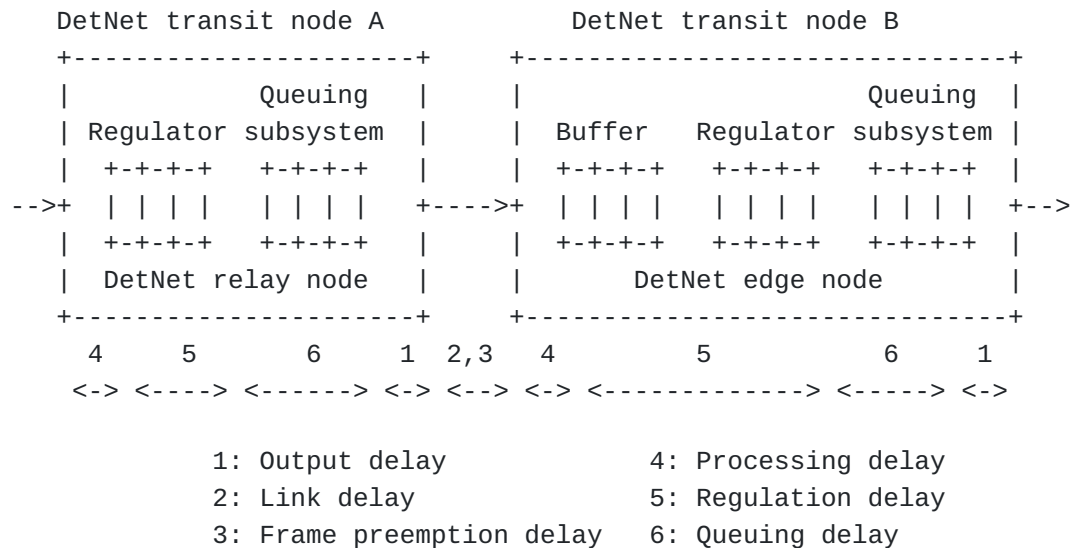 DetNet transit node A            DetNet transit node B
   +----------------------+     +-------------------------------+
   |            Queuing   |     |                      Queuing  |
   | Regulator subsystem  |     |  Buffer   Regulator subsystem |
   |  +-+-+-+   +-+-+-+   |     |  +-+-+-+   +-+-+-+   +-+-+-+  |
-->+  | | | |   | | | |   +---->+  | | | |   | | | |   | | | |  +-->
   |  +-+-+-+   +-+-+-+   |     |  +-+-+-+   +-+-+-+   +-+-+-+  |
   |  DetNet relay node   |     |       DetNet edge node        |
   +----------------------+     +-------------------------------+
     4     5       6     1  2,3   4         5           6     1
    <-> <----> <------> <-> <--> <-> <-------------> <-----> <->
             1: Output delay             4: Processing delay
             2: Link delay               5: Regulation delay
             3: Frame preemption delay   6: Queuing delay